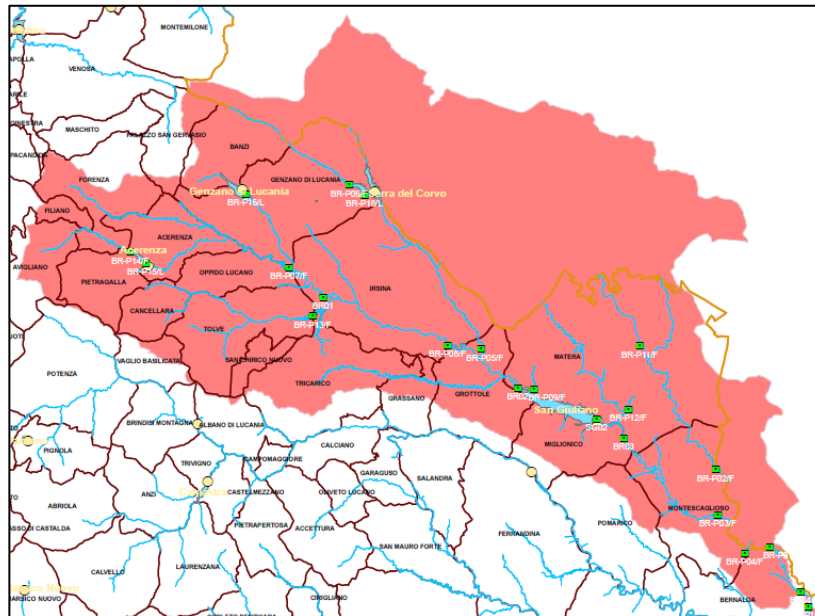 MONTEMILONE
VENOSA
MASCHITO
PALAZZO SAN GERVASIO
BANZI
FORENZA
GENZANO DI LUCANIA
Genzano di Lucania
BR-P16/L
Serra del Corvo
BR-P18/L
FILIANO
ACERENZA
Acerenza
BR-P14/F
BR-P15/L
AVIGLIANO
PIETRAGALLA
OPPIDO LUCANO
BR-P07/F
IRSINA
CANCELLARA
BR01
BR-P13/F
TOLVE
BR-P08/F
BR-P05/F
BR-P11/F
VAGLIO BASILICATA
SAN CHIRICO NUOVO
MATERA
POTENZA
TRICARICO
GROTTOLE
BR02
BR-P09/F
GRASSANO
San Giuliano
BR-P12/F
BRINDISI MONTAGNA
ALBANO DI LUCANIA
MIGLIONICO
BR03
CALCIANO
PIGNOLA
TRIVIGNO
CAMPOMAGGIORE
GARAGUSO
SALANDRA
BR-P02/F
ANZI
CASTELMEZZANO
OLIVETO LUCANO
ABRIOLA
MONTESCAGLIOSO
BR-P03/F
PIETRAPERTOSA
ACCETTURA
FERRANDINA
POMARICO
SAN MAURO FORTE
CALVELLO
LAURENZANA
BR-P04/F
CIRIGLIANO
BERNALDA
MARSICO NUOVO